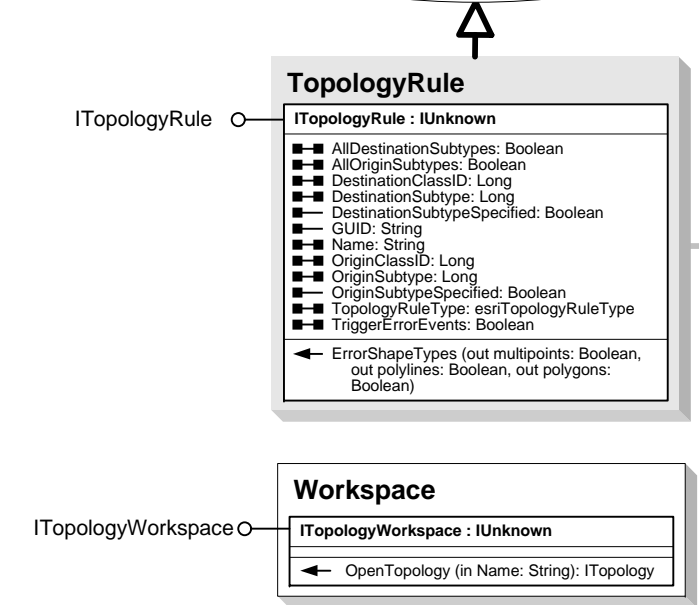 TopologyRule
ITopologyRule
ITopologyRule : IUnknown
AllDestinationSubtypes: Boolean
AllOriginSubtypes: Boolean
DestinationClassID: Long
DestinationSubtype: Long
DestinationSubtypeSpecified: Boolean
GUID: String
Name: String
OriginClassID: Long
OriginSubtype: Long
OriginSubtypeSpecified: Boolean
TopologyRuleType: esriTopologyRuleType
TriggerErrorEvents: Boolean
ErrorShapeTypes (out multipoints: Boolean,
out polylines: Boolean, out polygons:
Boolean)
Workspace
ITopologyWorkspace
ITopologyWorkspace : IUnknown
OpenTopology (in Name: String): ITopology